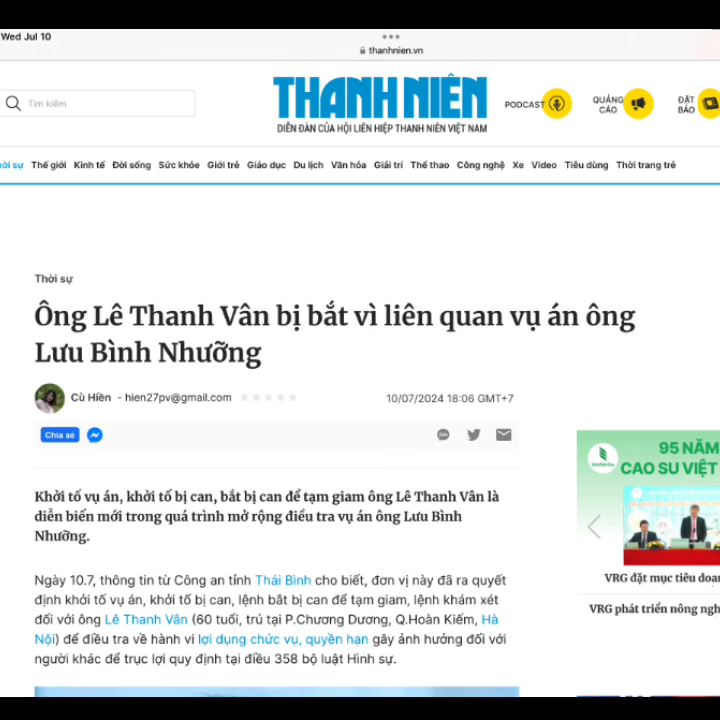 Wed Jul 10
thanhnien.vn
Tìm kiếm
THANH NIÊN
DIỄN ĐÀN CỦA HỘI LIÊN HIỆP THANH NIÊN VIỆT NAM
PODCAST
QUẢNG CÁO
ĐẶT BÁO
ời sự Thế giới Kinh tế Đời sống Sức khỏe Giới trẻ Giáo dục Du lịch Văn hóa Giải trí Thể thao Công nghệ Xe Video Tiêu dùng Thời trang trẻ
Thời sự
Ông Lê Thanh Vân bị bắt vì liên quan vụ án ông
Lưu Bình Nhưỡng
Cù Hiền - hien27pv@gmail.com
10/07/2024 18:06 GMT+7
Chia sẻ
Khởi tố vụ án, khởi tố bị can, bắt bị can để tạm giam ông Lê Thanh Vân là
diễn biến mới trong quá trình mở rộng điều tra vụ án ông Lưu Bình
Nhưỡng.
Ngày 10.7, thông tin từ Công an tỉnh Thái Bình cho biết, đơn vị này đã ra quyết
định khởi tố vụ án, khởi tố bị can, lệnh bắt bị can để tạm giam, lệnh khám xét
đối với ông Lê Thanh Vân (60 tuổi, trú tại P.Chương Dương, Q.Hoàn Kiếm, Hà
Nội) để điều tra về hành vi lợi dụng chức vụ, quyền hạn gây ảnh hưởng đối với
người khác để trục lợi quy định tại điều 358 bộ luật Hình sự.
95 NĂM
CAO SU VIỆT
VRG đặt mục tiêu doan
VRG phát triển nông ngh